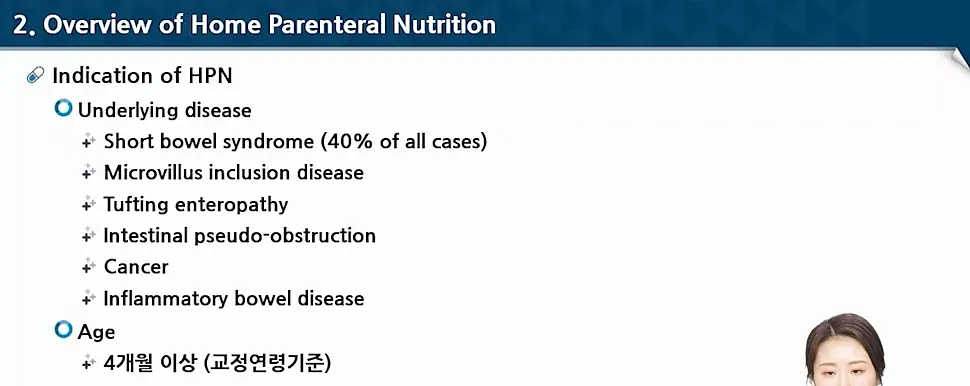 2. Overview of Home Parenteral Nutrition
Indication of HPN
Underlying disease
Short bowel syndrome (40% of all cases)
Microvillus inclusion disease
Tufting enteropathy
Intestinal pseudo-obstruction
Cancer
Inflammatory bowel disease
Age
4개월 이상 (교정연령기준)